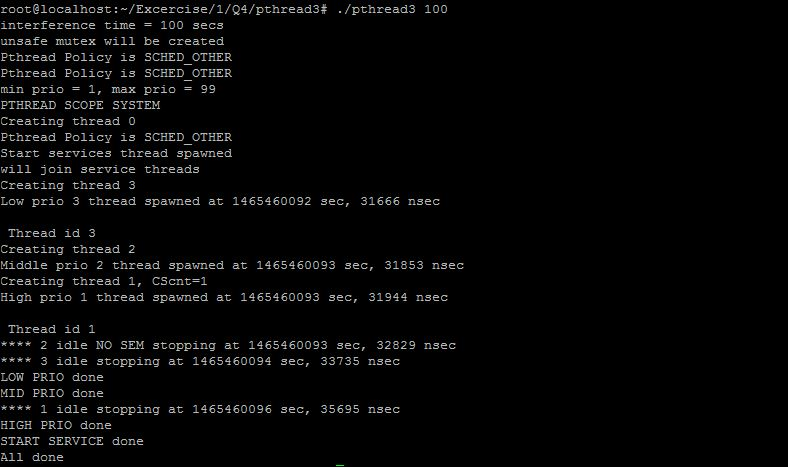 root@localhost:~/Excercise/1/Q4/pthread3# ./pthread3 100
interference time = 100 secs
unsafe mutex will be created
Pthread Policy is SCHED_OTHER
Pthread Policy is SCHED_OTHER
min prio = 1, max prio = 99
PTHREAD SCOPE SYSTEM
Creating thread 0
Pthread Policy is SCHED_OTHER
Start services thread spawned
will join service threads
Creating thread 3
Low prio 3 thread spawned at 1465460092 sec, 31666 nsec
Thread id 3
Creating thread 2
Middle prio 2 thread spawned at 1465460093 sec, 31853 nsec
Creating thread 1, CScnt=1
High prio 1 thread spawned at 1465460093 sec, 31944 nsec
Thread id 1
**** 2 idle NO SEM stopping at 1465460093 sec, 32829 nsec
**** 3 idle stopping at 1465460094 sec, 33735 nsec
LOW PRIO done
MID PRIO done
**** 1 idle stopping at 1465460096 sec, 35695 nsec
HIGH PRIO done
START SERVICE done
All done